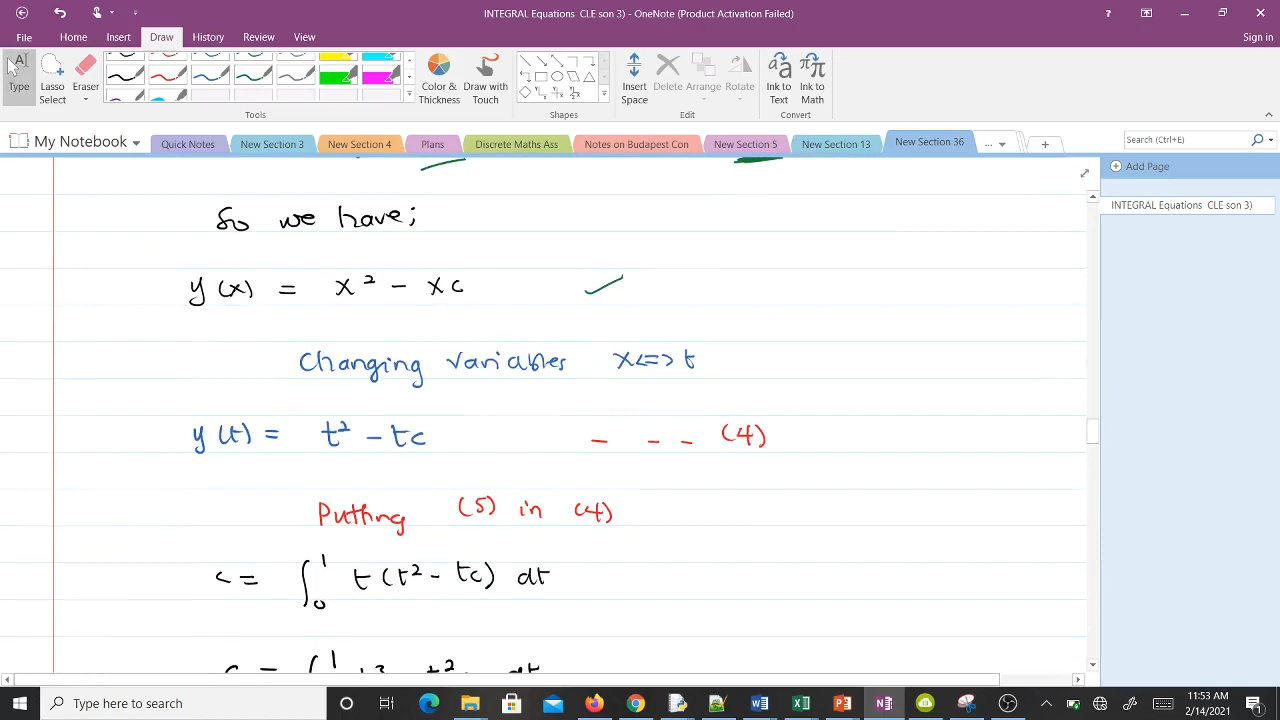 INTEGRAL Equations CLE son 3) - OneNote (Product Activation Failed)
File Home Insert Draw History Review View Sign in
Type
Lasso Select
Eraser
Color & Thickness
Draw with Touch
Insert Space
Delete Arrange Rotate
Ink to Text
Ink to Math
Tools Shapes Edit Convert
My Notebook Quick Notes New Section 3 New Section 4 Plans Discrete Maths Ass Notes on Budapest Con New Section 5 New Section 13 New Section 36 ... Search (Ctrl+E)
Add Page
INTEGRAL Equations CLE son 3)
So we have;
y(x) = x² - xc
Changing variables x<=>t
y(t) = t² - tc - - - (4)
Putting (5) in (4)
c = ∫₀¹ t(t² - tc) dt
Type here to search
11:53 AM
2/14/2021